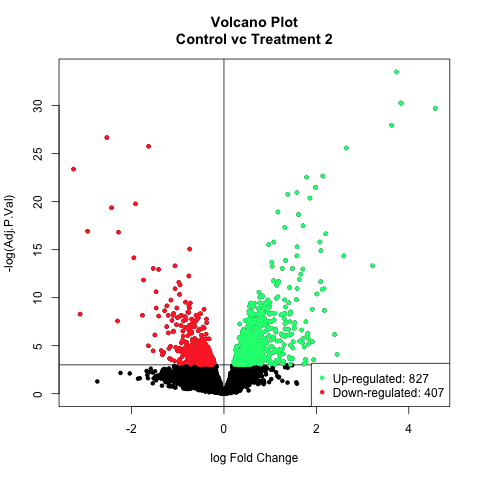 Volcano Plot
Control vc Treatment 2
-log(Adj.P.Val)
30
25
20
15
10
5
0
-2
0
2
4
log Fold Change
Up-regulated: 827
Down-regulated: 407